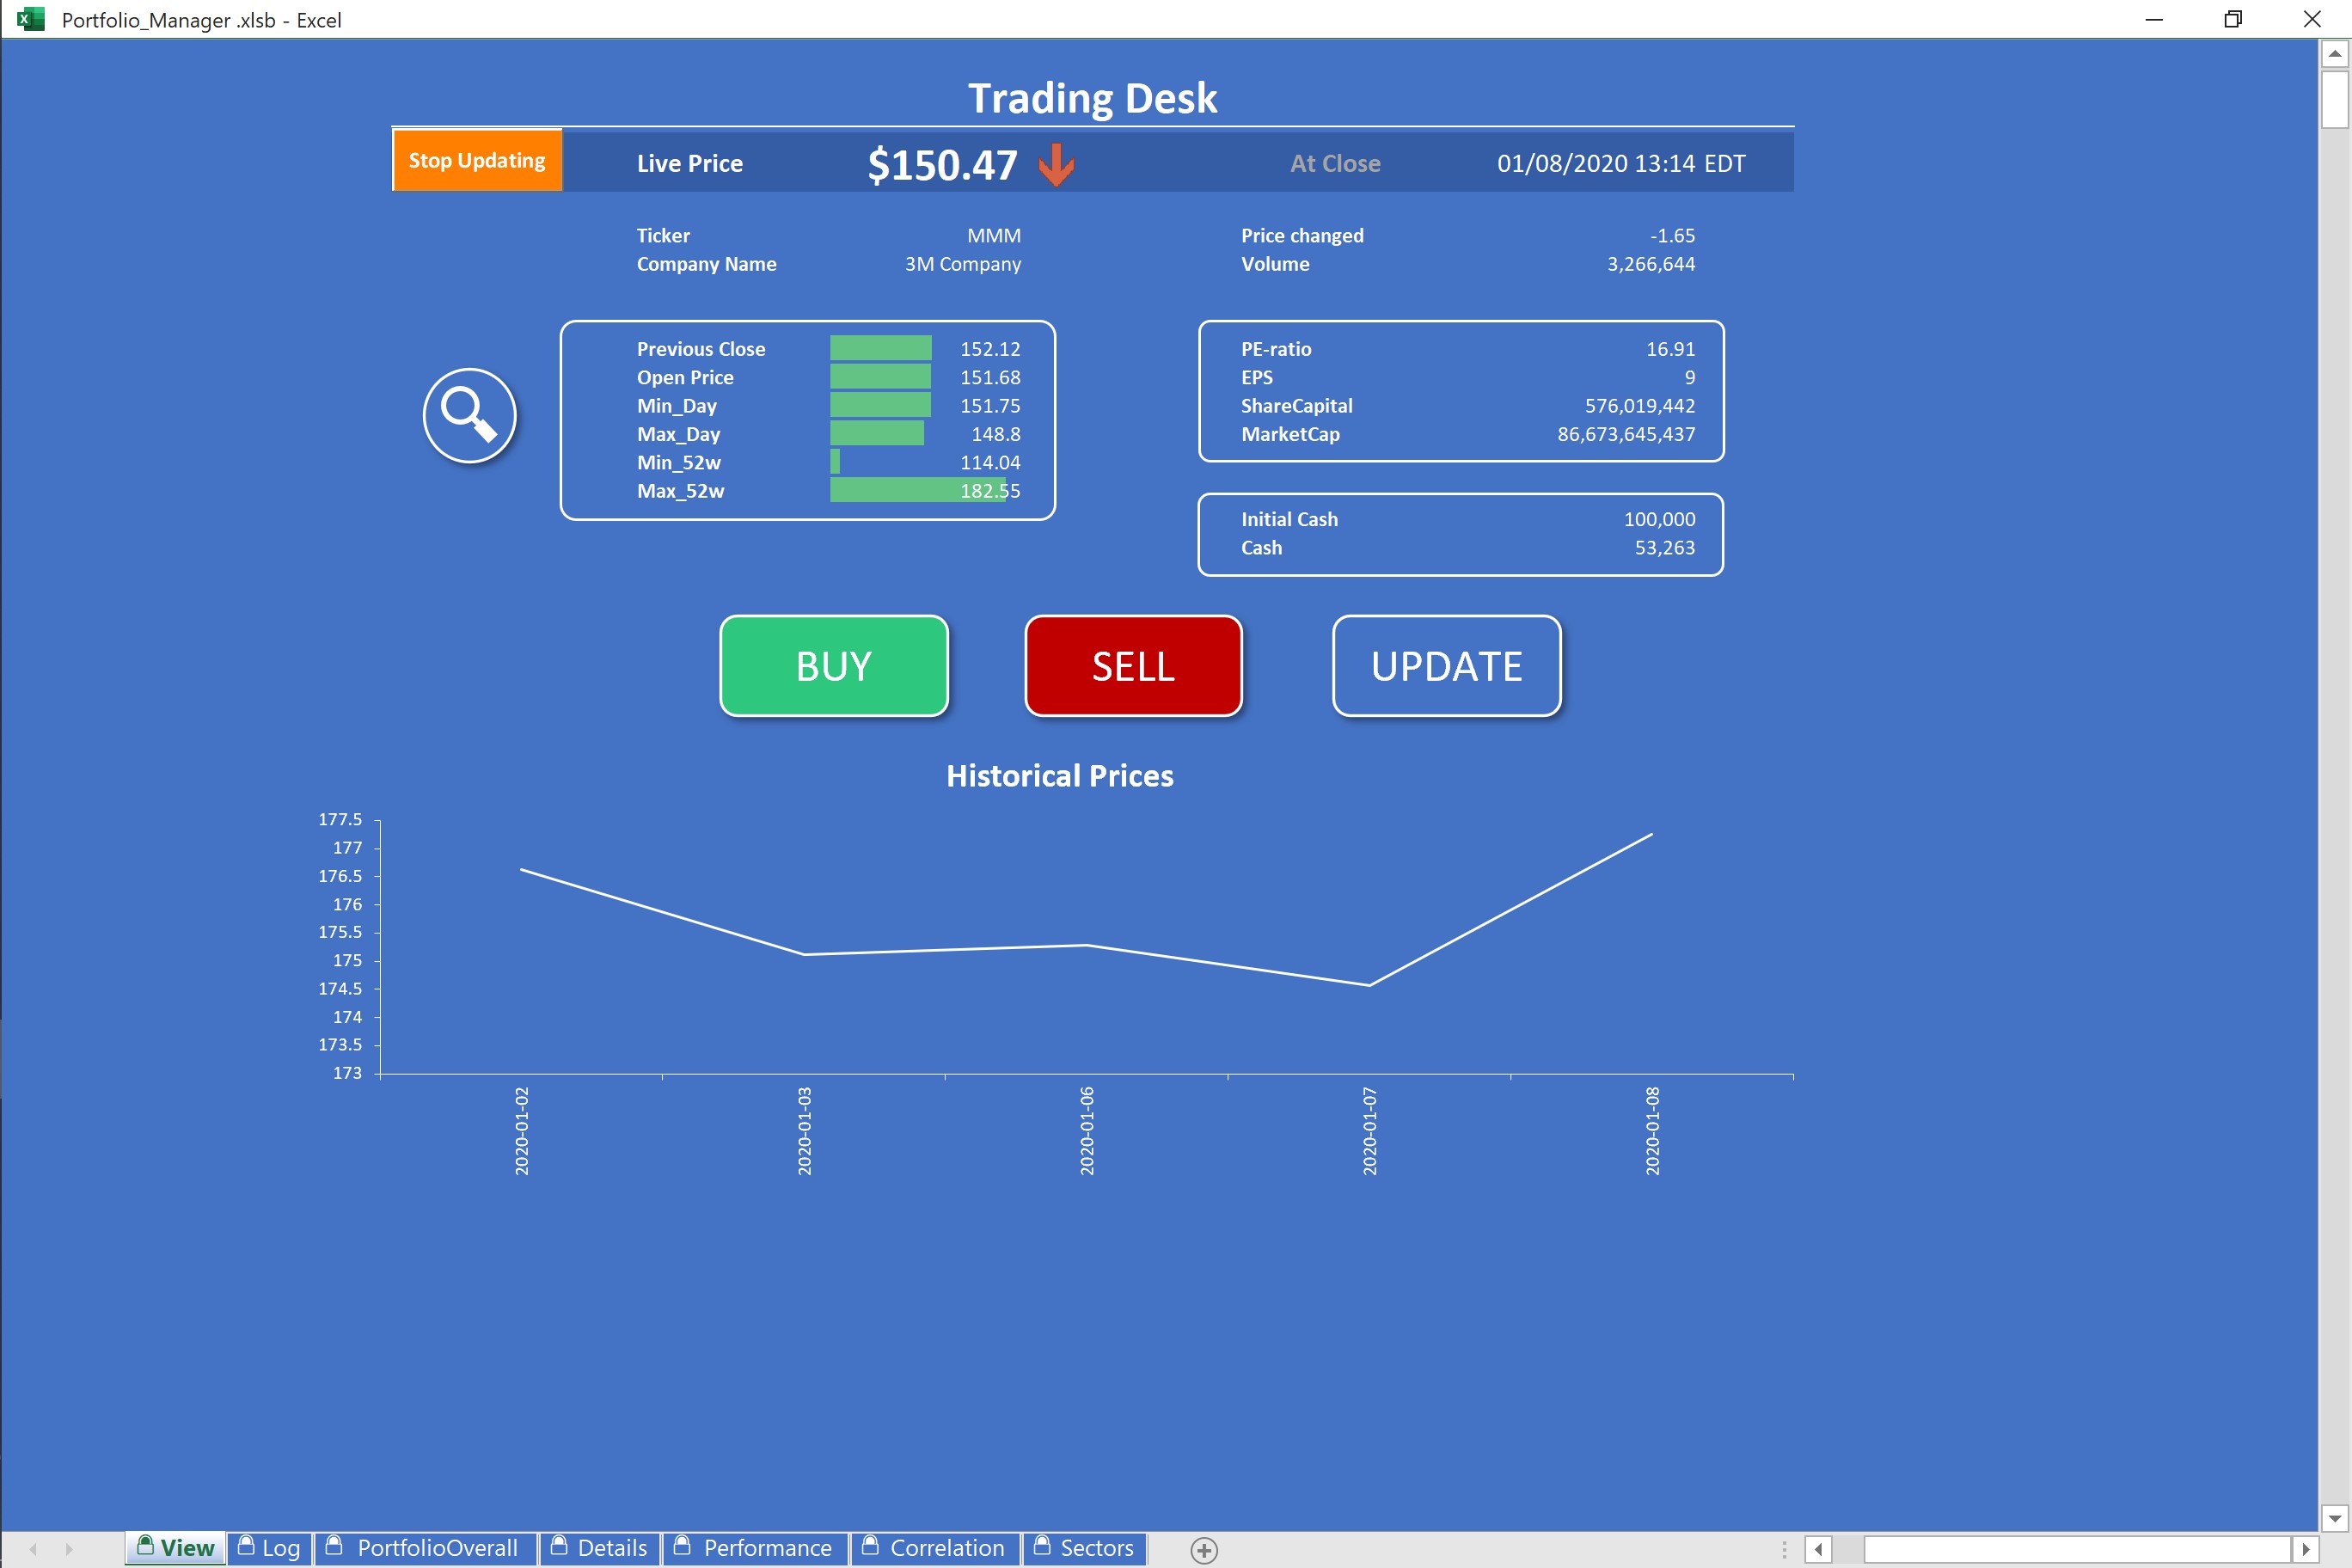 Portfolio_Manager .xlsb - Excel
Trading Desk
Stop Updating Live Price $150.47 At Close 01/08/2020 13:14 EDT
Ticker MMM Price changed -1.65
Company Name 3M Company Volume 3,266,644
Previous Close 152.12 PE-ratio 16.91
Open Price 151.68 EPS 9
Min_Day 151.75 ShareCapital 576,019,442
Max_Day 148.8 MarketCap 86,673,645,437
Min_52w 114.04
Max_52w 182.55
Initial Cash 100,000
Cash 53,263
BUY SELL UPDATE
Historical Prices
177.5
177
176.5
176
175.5
175
174.5
174
173.5
173
2020-01-02 2020-01-03 2020-01-06 2020-01-07 2020-01-08
View Log PortfolioOverall Details Performance Correlation Sectors